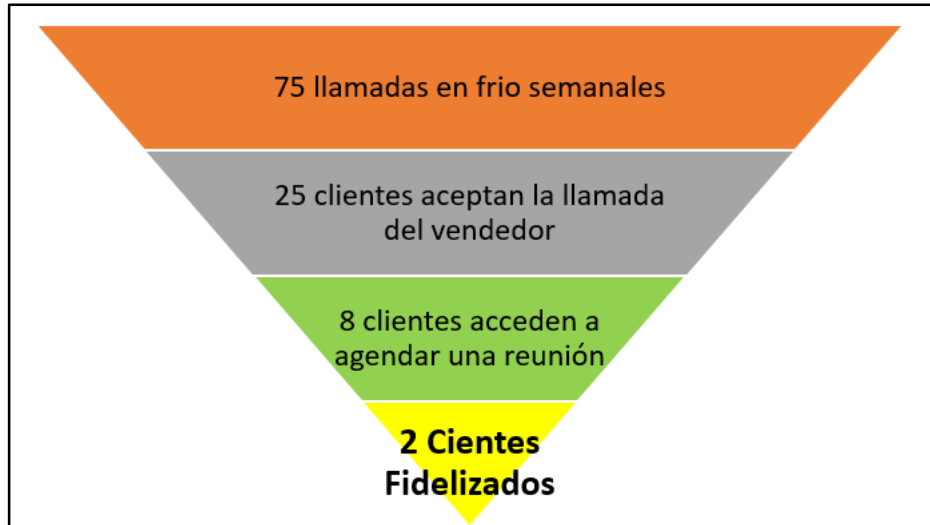 75 llamadas en frio semanales
25 clientes aceptan la llamada
del vendedor
8 clientes acceden a
agendar una reunión
2 Cientes
Fidelizados